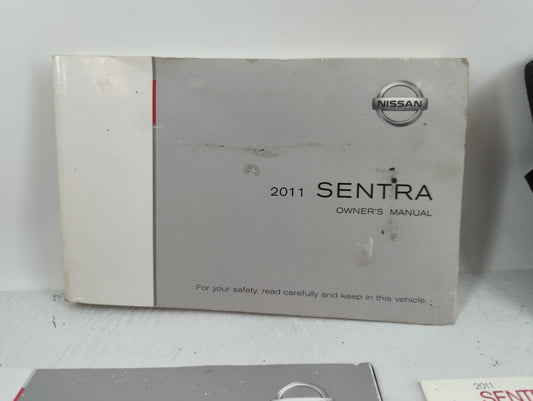 NISSAN
2011 SENTRA
OWNER'S MANUAL
For your safety, read carefully and keep in this vehicle.
2011